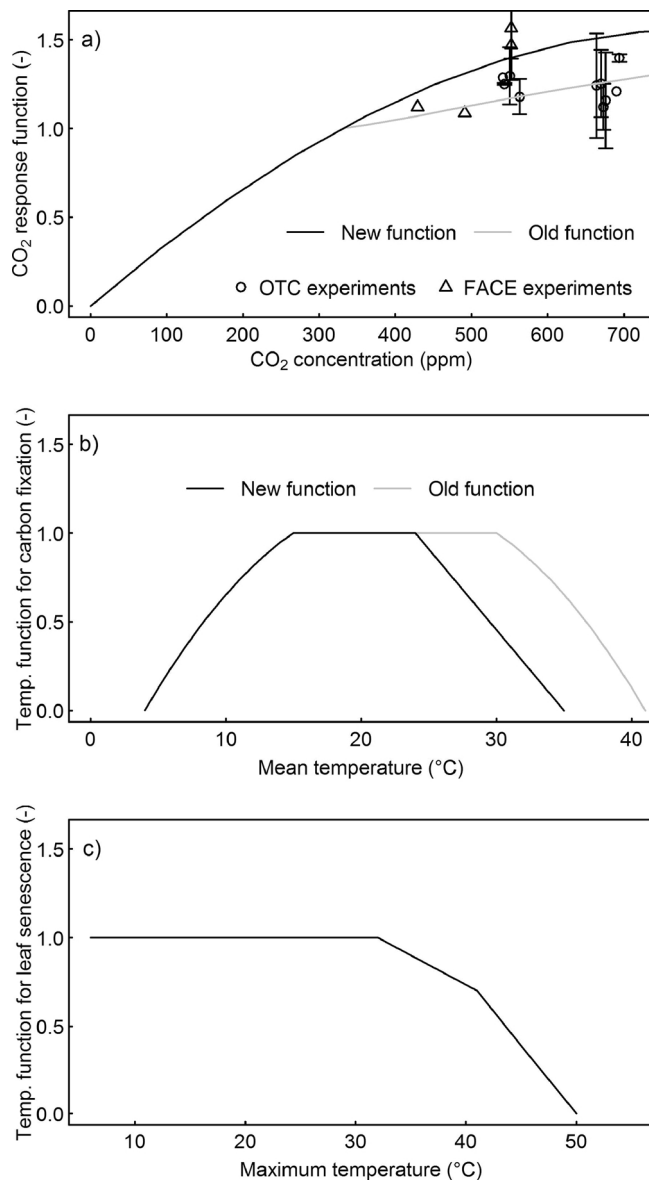 a)
CO₂ response function (-)
1.5
1.0
0.5
0.0
New function
Old function
OTC experiments
FACE experiments
0 100 200 300 400 500 600 700
CO₂ concentration (ppm)
b)
Temp. function for carbon fixation (-)
1.5
1.0
0.5
0.0
New function
Old function
0 10 20 30 40
Mean temperature (°C)
c)
Temp. function for leaf senescence (-)
1.5
1.0
0.5
0.0
10 20 30 40 50
Maximum temperature (°C)